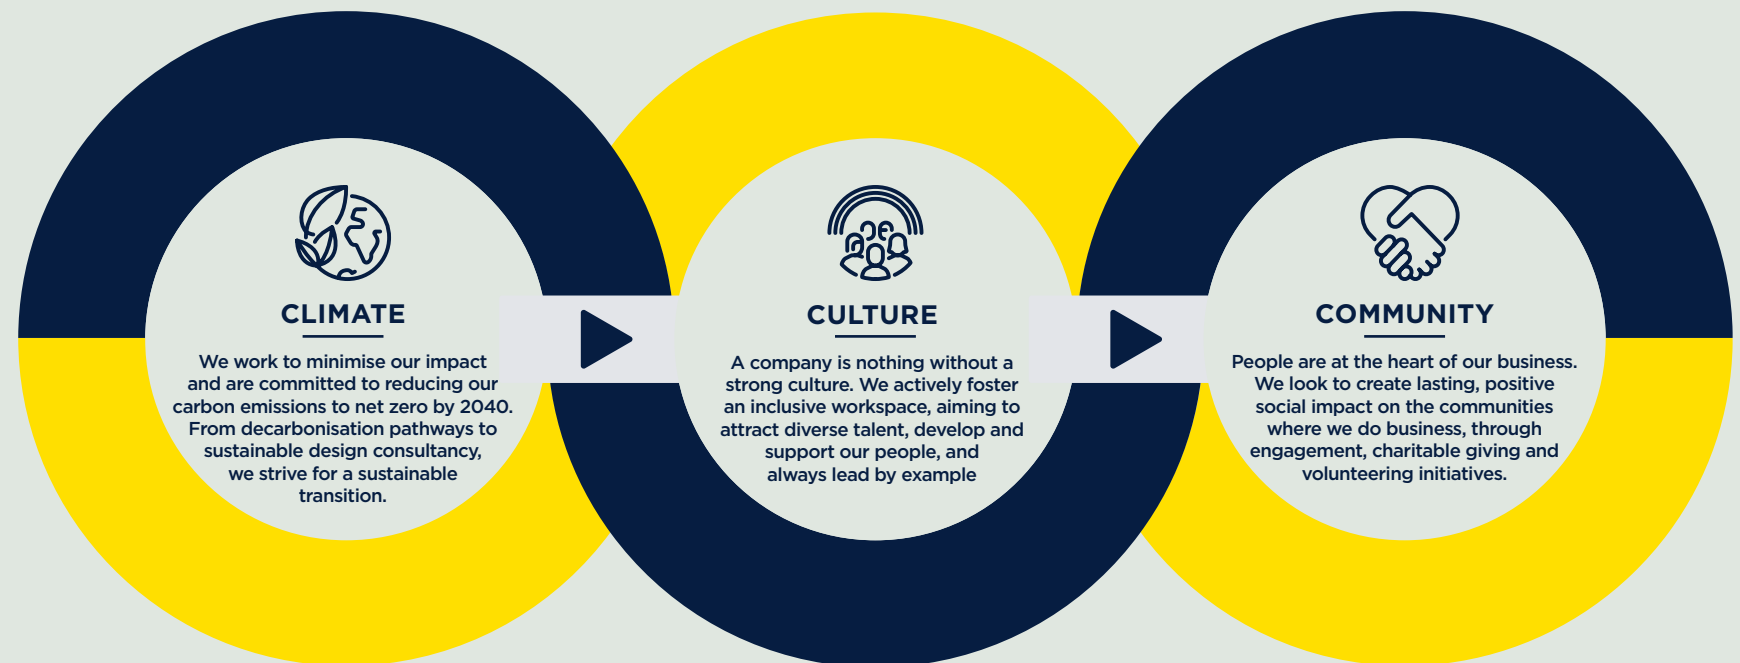 CLIMATE
We work to minimise our impact
and are committed to reducing our
carbon emissions to net zero by 2040.
From decarbonisation pathways to
sustainable design consultancy,
we strive for a sustainable
transition.
CULTURE
A company is nothing without a
strong culture. We actively foster
an inclusive workspace, aiming to
attract diverse talent, develop and
support our people, and
always lead by example
COMMUNITY
People are at the heart of our business.
We look to create lasting, positive
social impact on the communities
where we do business, through
engagement, charitable giving and
volunteering initiatives.